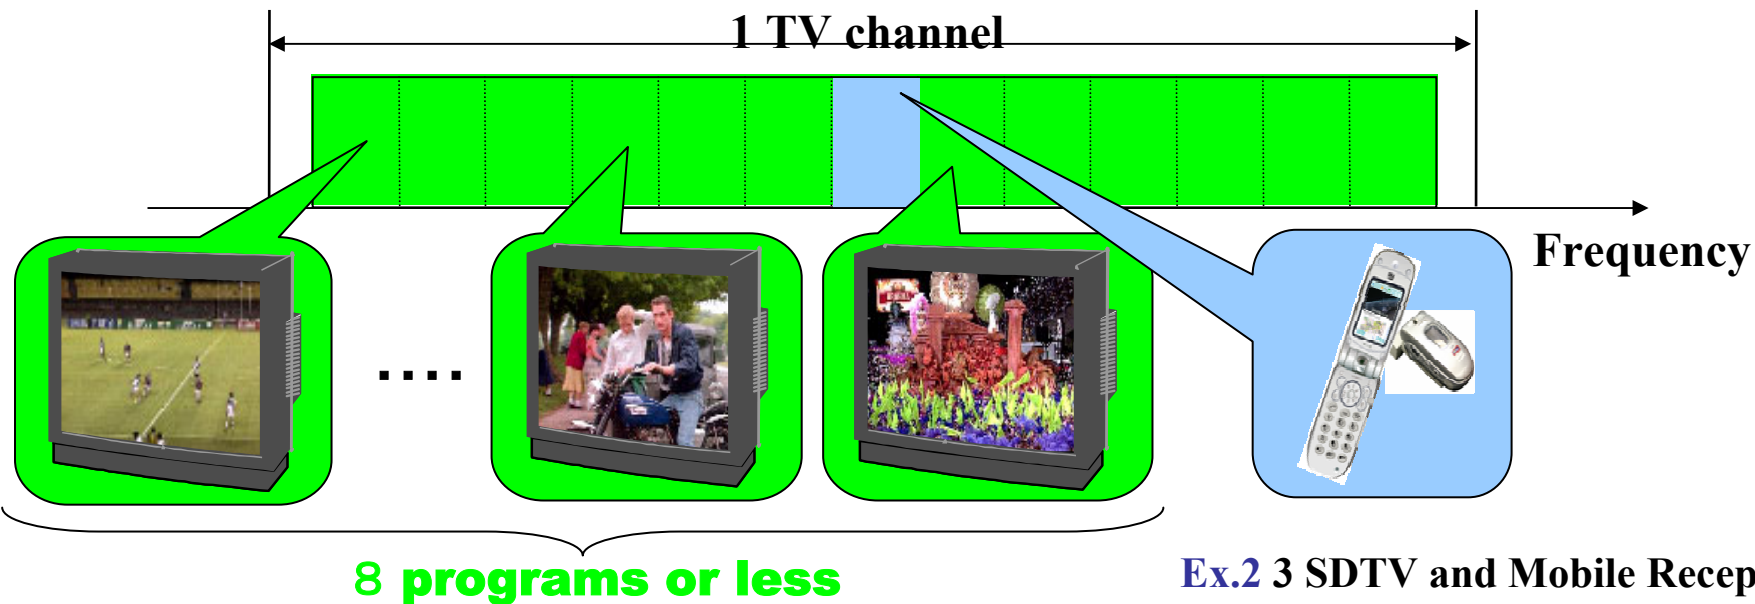 1 TV channel
Frequency
....
8 programs or less
Ex.2 3 SDTV and Mobile Recep